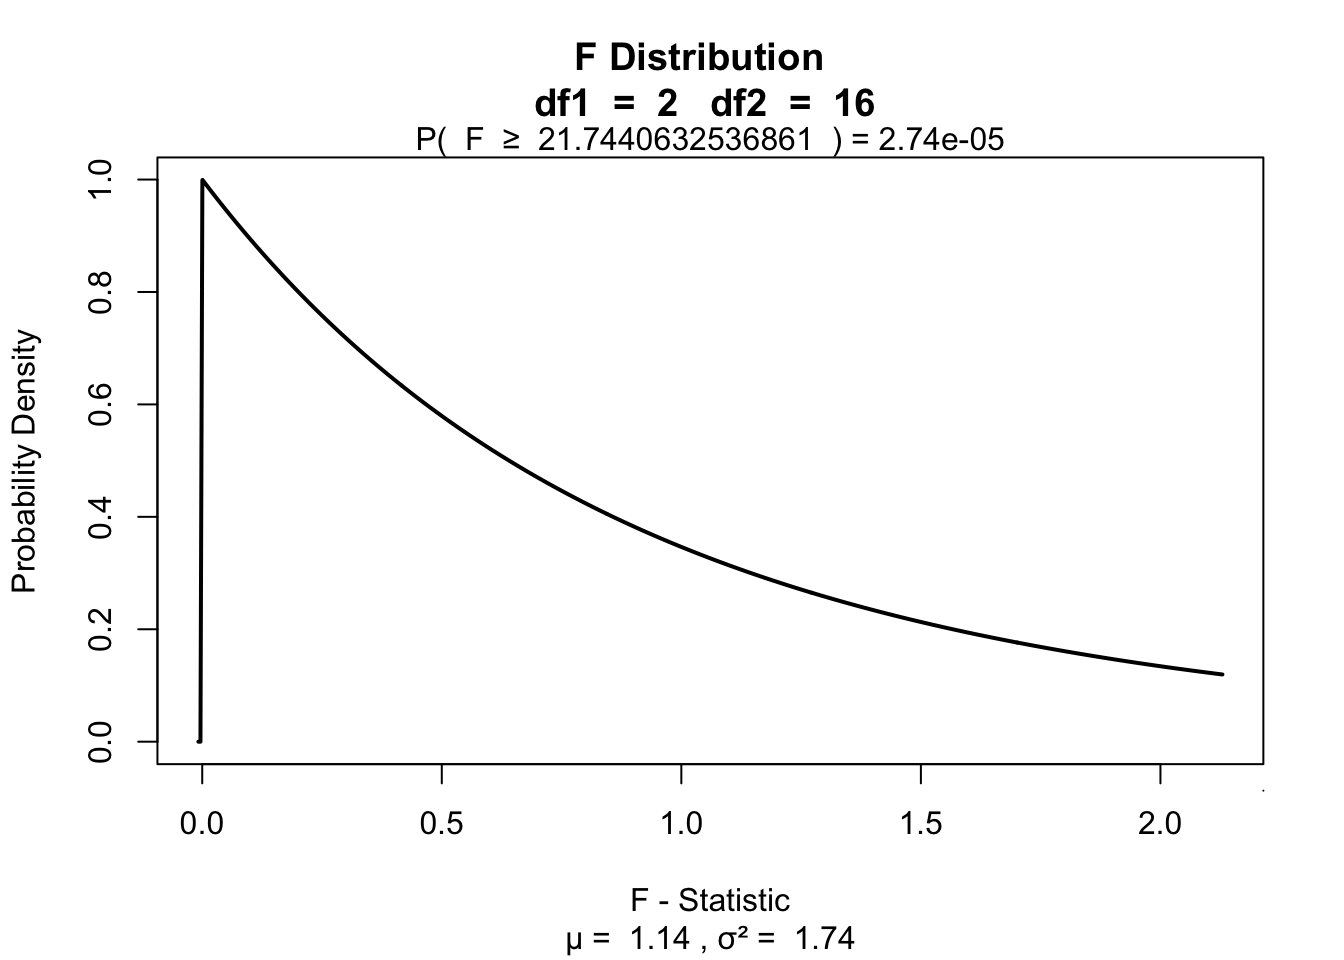 F Distribution
df1 = 2 df2 = 16
P( F ≥ 21.7440632536861 ) = 2.74e-05
Probability Density
1.0
0.8
0.6
0.4
0.2
0.0
0.0 0.5 1.0 1.5 2.0
F - Statistic
μ = 1.14 , σ² = 1.74